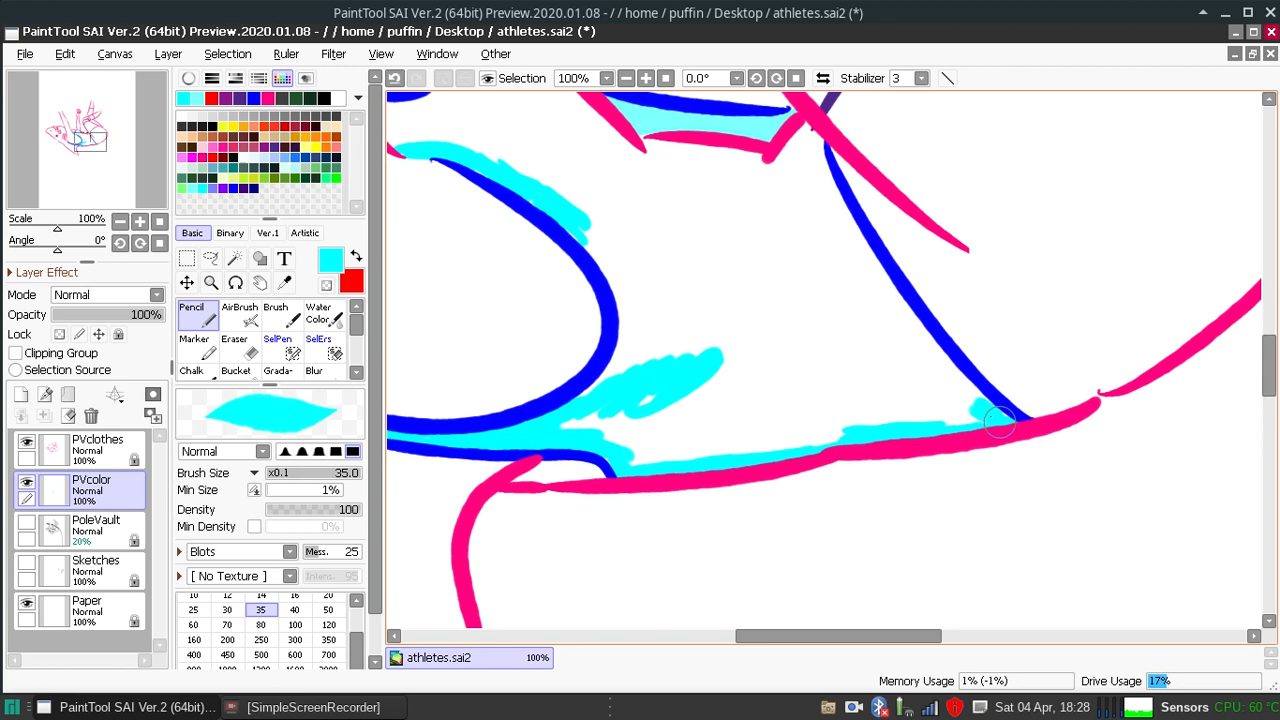 PaintTool SAI Ver.2 (64bit) Preview.2020.01.08 - / / home / puffin / Desktop / athletes.sai2 (*)
PaintTool SAI Ver.2 (64bit) Preview.2020.01.08 - / / home / puffin / Desktop / athletes.sai2 (*)
File Edit Canvas Layer Selection Ruler Filter View Window Other
Selection 100% 0.0° Stabilizer 3
Scale 100%
Angle 0°
Layer Effect
Mode Normal
Opacity 100%
Lock
Clipping Group
Selection Source
PVclothes
Normal
100%
PVcolor
Normal
100%
PoleVault
Normal
20%
Sketches
Normal
100%
Paper
Normal
100%
Basic Binary Ver.1 Artistic
T
Pencil AirBrush Brush Water Color
Marker Eraser SelPen SelErs
Chalk Bucket Grada- Blur
Normal
Brush Size x0.1 35.0
Min Size 1%
Density 100
Min Density 0%
Blots Mess. 25
[ No Texture ] Intens. 95
10 12 14 16 20
25 30 35 40 50
60 70 80 100 120
160 200 250 300 350
400 450 500 600 700
athletes.sai2 100%
Memory Usage 1% (-1%) Drive Usage 17%
PaintTool SAI Ver.2 (64bit)... [SimpleScreenRecorder] Sat 04 Apr, 18:28 Sensors CPU: 60 °C